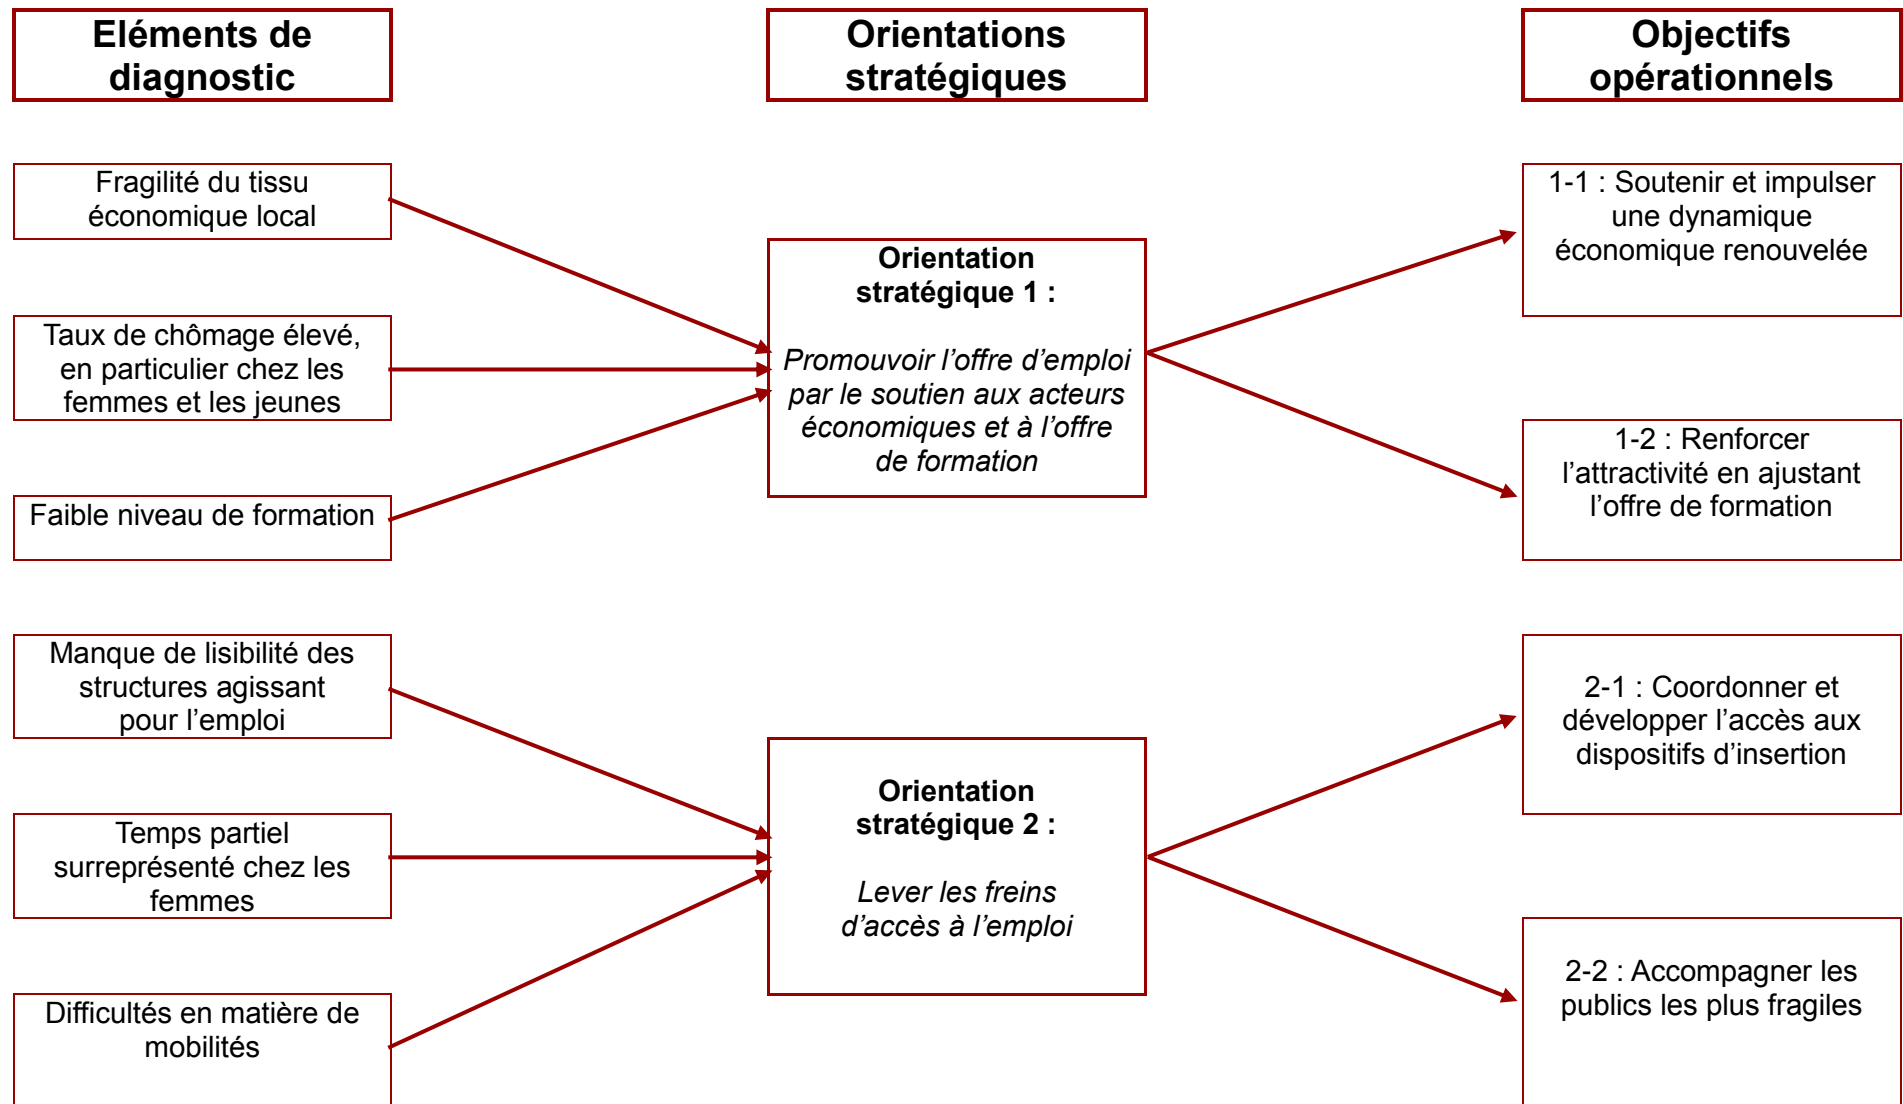 Eléments de
diagnostic
Orientations
stratégiques
Objectifs
opérationnels
Fragilité du tissu
économique local
Taux de chômage élevé,
en particulier chez les
femmes et les jeunes
Faible niveau de formation
Orientation
stratégique 1 :
Promouvoir l’offre d’emploi
par le soutien aux acteurs
économiques et à l’offre
de formation
1-1 : Soutenir et impulser
une dynamique
économique renouvelée
1-2 : Renforcer
l’attractivité en ajustant
l’offre de formation
Manque de lisibilité des
structures agissant
pour l’emploi
Temps partiel
surreprésenté chez les
femmes
Difficultés en matière de
mobilités
Orientation
stratégique 2 :
Lever les freins
d’accès à l’emploi
2-1 : Coordonner et
développer l’accès aux
dispositifs d’insertion
2-2 : Accompagner les
publics les plus fragiles